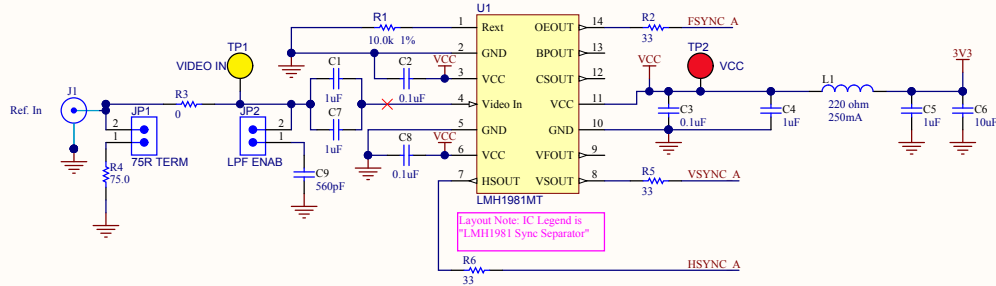 U1
R1
10.0k 1%
1 Rext
OEOUT 14
R2
33
FSYNC_A
2 GND
BPOUT 13
TP1
VIDEO IN
C1
1uF
C2
0.1uF
VCC
3 VCC
CSOUT 12
VCC
TP2
VCC
L1
220 ohm
250mA
3V3
J1
Ref. In
R3
0
4 Video In
VCC 11
C3
0.1uF
C4
1uF
C5
1uF
C6
10uF
JP1
2
1
75R TERM
JP2
2
1
LPF ENAB
C7
1uF
5 GND
GND 10
C8
0.1uF
VCC
6 VCC
VFOUT 9
R4
75.0
C9
560pF
7 HSOUT
VSOUT 8
R5
33
VSYNC_A
LMH1981MT
Layout Note: IC Legend is
"LMH1981 Sync Separator"
R6
33
HSYNC_A